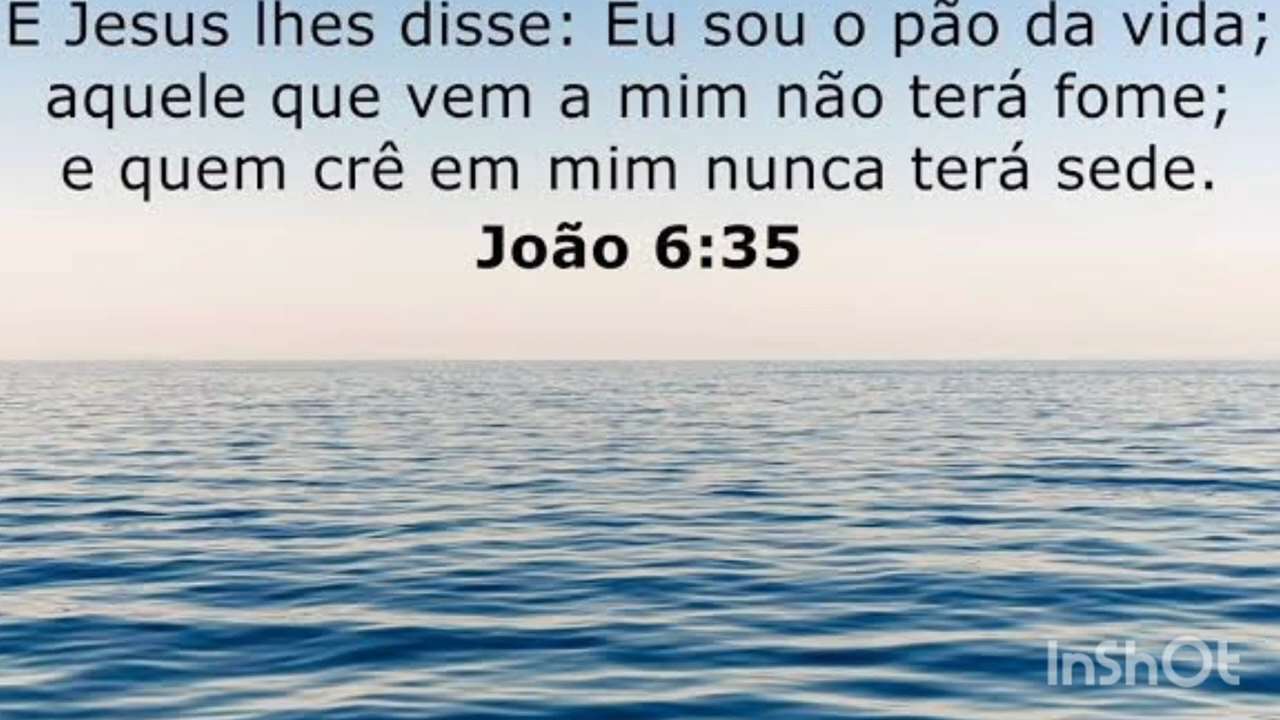 E Jesus lhes disse: Eu sou o pão da vida;
aquele que vem a mim não terá fome;
e quem crê em mim nunca terá sede.
João 6:35
InShOt